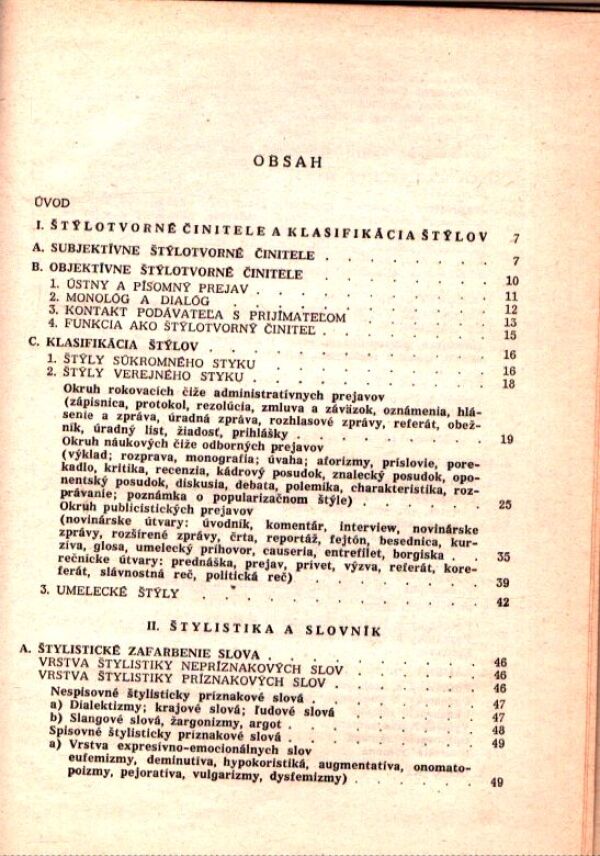 OBSAH
ÚVOD
I. ŠTÝLOTVORNÉ ČINITELE A KLASIFIKÁCIA ŠTÝLOV 7
A. SUBJEKTÍVNE ŠTÝLOTVORNÉ ČINITELE . . . . . . . 7
B. OBJEKTÍVNE ŠTÝLOTVORNÉ ČINITELE . . . . . . . 10
1. ÚSTNY A PÍSOMNÝ PREJAV . . . . . . . 11
2. MONOLÓG A DIALÓG . . . . . . . 12
3. KONTAKT PODÁVATEĽA S PRIJÍMATEĽOM . . . . . . . 13
4. FUNKCIA AKO ŠTÝLOTVORNÝ ČINITEĽ . . . . . . . 15
C. KLASIFIKÁCIA ŠTÝLOV . . . . . . . 16
1. ŠTÝLY SÚKROMNÉHO STYKU . . . . . . . 16
2. ŠTÝLY VEREJNÉHO STYKU . . . . . . . 18
Okruh rokovacích čiže administratívnych prejavov
(zápisnica, protokol, rezolúcia, zmluva a záväzok, oznámenia, hlá-
senie a zpráva, úradná zpráva, rozhlasové zprávy, referát, obež-
ník, úradný list, žiadosť, prihlášky . . . . . . . 19
Okruh náukových čiže odborných prejavov
(výklad; rozprava, monografia; úvaha; aforizmy, príslovie, pore-
kadlo, kritika, recenzia, kádrový posudok, znalecký posudok, opo-
nentský posudok, diskusia, debata, polemika, charakteristika, roz-
právanie; poznámka o popularizačnom štýle) . . . . . . . 25
Okruh publicistických prejavov
(novinárske útvary: úvodník, komentár, interview, novinárske
zprávy, rozšírené zprávy, črta, reportáž, fejtón, besednica, kur-
zíva, glosa, umelecký príhovor, causeria, entrefilet, borgiska . . 35
rečnícke útvary: prednáška, prejav, privet, výzva, referát, kore-
ferát, slávnostná reč, politická reč) . . . . . . . 39
3. UMELECKÉ ŠTÝLY . . . . . . . 42
II. ŠTYLISTIKA A SLOVNÍK
A. ŠTYLISTICKÉ ZAFARBENIE SLOVA . . . . . . . 46
VRSTVA ŠTYLISTIKY NEPRÍZNAKOVÝCH SLOV . . . . . . . 46
VRSTVA ŠTYLISTIKY PRÍZNAKOVÝCH SLOV . . . . . . . 46
Nespisovné štylisticky príznakové slová . . . . . . . 47
a) Dialektizmy; krajové slová; ľudové slová . . . . . . . 47
b) Slangové slová, žargonizmy, argot . . . . . . . 48
Spisovné štylisticky príznakové slová . . . . . . . 49
a) Vrstva expresívno-emocionálnych slov
eufemizmy, deminutíva, hypokoristiká, augmentatíva, onomato-
poizmy, pejoratíva, vulgarizmy, dysfemizmy) . . . . . . . 49